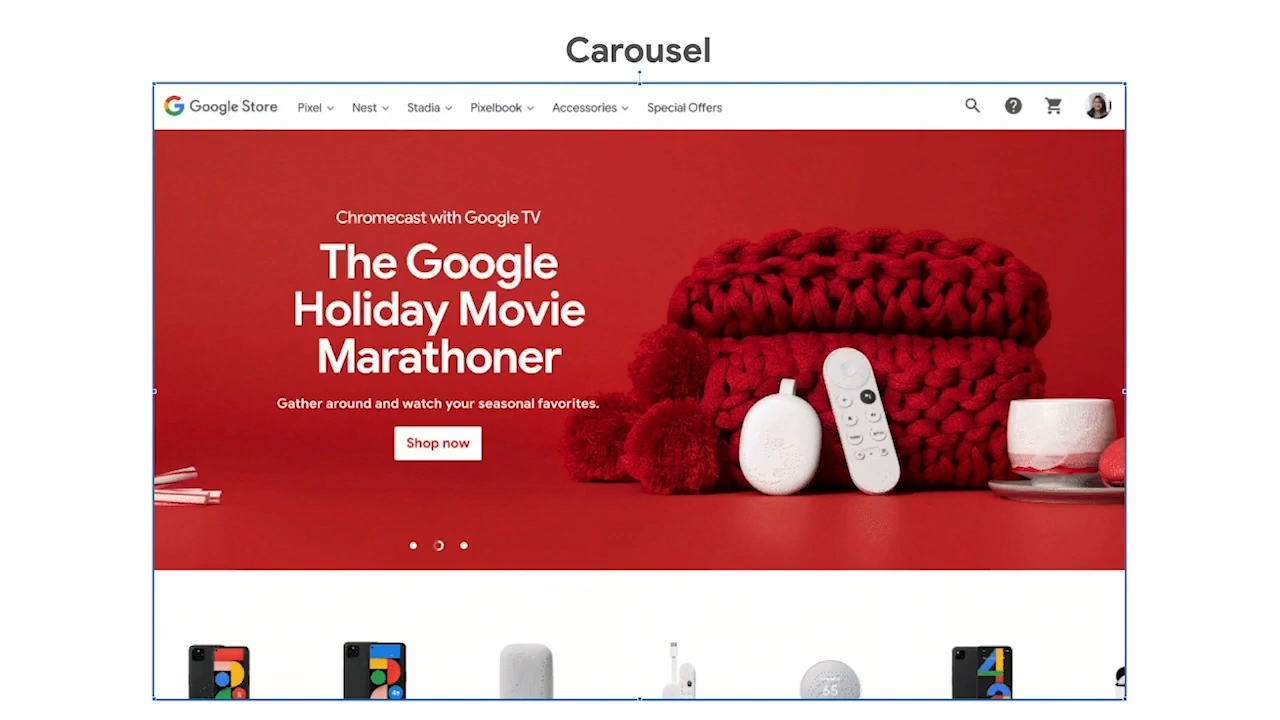 Carousel
Google Store Pixel Nest Stadia Pixelbook Accessories Special Offers
Chromecast with Google TV
The Google
Holiday Movie
Marathoner
Gather around and watch your seasonal favorites.
Shop now
65